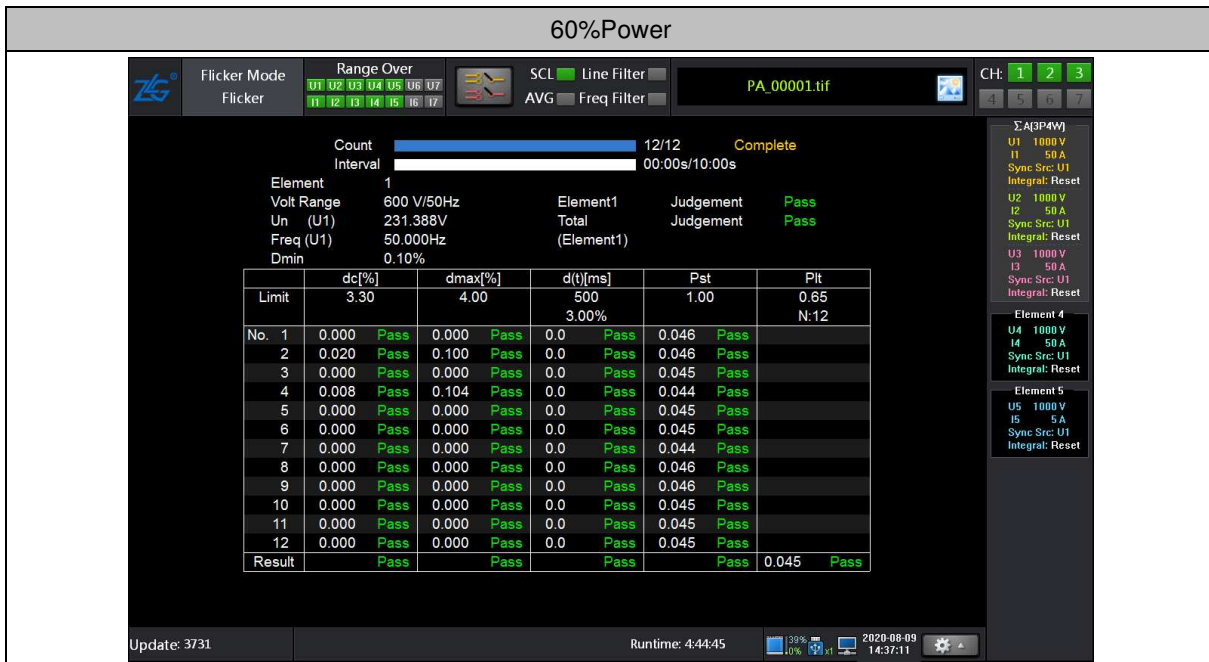 60%Power
ZLG® Flicker Mode Range Over SCL Line Filter PA_00001.tif CH: 1 2 3
Flicker U1 U2 U3 U4 U5 U6 U7 AVG Freq Filter 4 5 6 7
I1 I2 I3 I4 I5 I6 I7
Count 12/12 Complete
Interval 00:00s/10:00s
Element 1
Volt Range 600 V/50Hz Element1 Judgement Pass
Un (U1) 231.388V Total Judgement Pass
Freq (U1) 50.000Hz (Element1)
Dmin 0.10%
dc[%] dmax[%] d(t)[ms] Pst Plt
Limit 3.30 4.00 500 1.00 0.65
3.00% N:12
No. 1 0.000 Pass 0.000 Pass 0.0 Pass 0.046 Pass
2 0.020 Pass 0.100 Pass 0.0 Pass 0.046 Pass
3 0.000 Pass 0.000 Pass 0.0 Pass 0.045 Pass
4 0.008 Pass 0.104 Pass 0.0 Pass 0.044 Pass
5 0.000 Pass 0.000 Pass 0.0 Pass 0.045 Pass
6 0.000 Pass 0.000 Pass 0.0 Pass 0.045 Pass
7 0.000 Pass 0.000 Pass 0.0 Pass 0.044 Pass
8 0.000 Pass 0.000 Pass 0.0 Pass 0.046 Pass
9 0.000 Pass 0.000 Pass 0.0 Pass 0.046 Pass
10 0.000 Pass 0.000 Pass 0.0 Pass 0.045 Pass
11 0.000 Pass 0.000 Pass 0.0 Pass 0.045 Pass
12 0.000 Pass 0.000 Pass 0.0 Pass 0.045 Pass
Result Pass Pass Pass Pass 0.045 Pass
ΣA(3P4W)
U1 1000 V
I1 50 A
Sync Src: U1
Integral: Reset
U2 1000 V
I2 50 A
Sync Src: U1
Integral: Reset
U3 1000 V
I3 50 A
Sync Src: U1
Integral: Reset
Element 4
U4 1000 V
I4 50 A
Sync Src: U1
Integral: Reset
Element 5
U5 1000 V
I5 5 A
Sync Src: U1
Integral: Reset
Update: 3731 Runtime: 4:44:45 39% 0% x1 2020-08-09
14:37:11